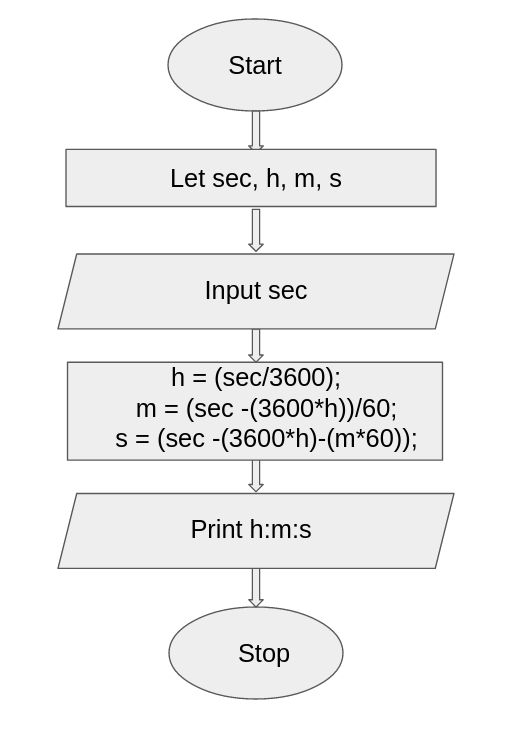 Start
Let sec, h, m, s
Input sec
h = (sec/3600);
m = (sec -(3600*h))/60;
s = (sec -(3600*h)-(m*60));
Print h:m:s
Stop